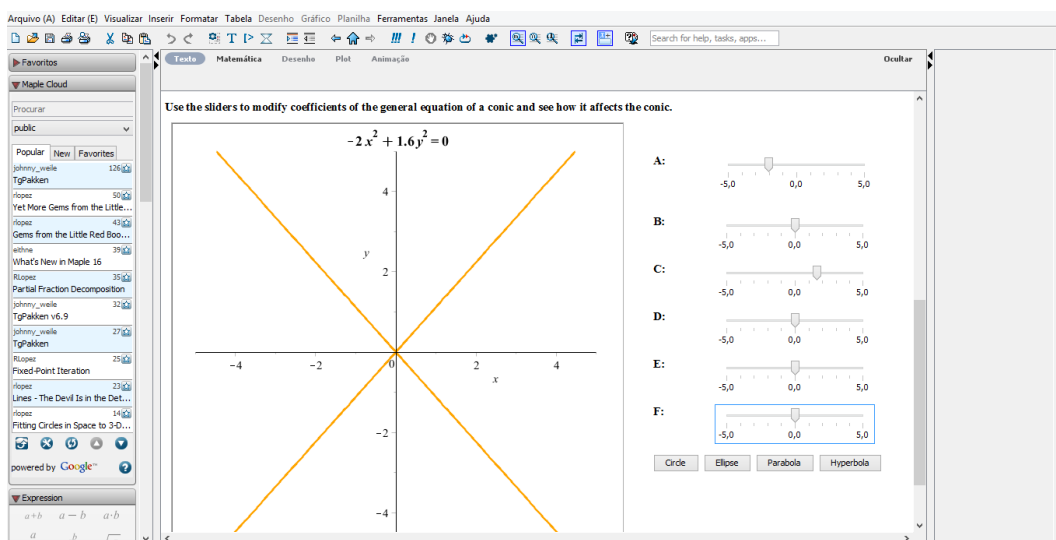 Arquivo (A) Editar (E) Visualizar Inserir Formatar Tabela Desenho Gráfico Planilha Ferramentas Janela Ajuda
Search for help, tasks, apps...
Favoritos
Texto Matemática Desenho Plot Animação Ocultar
Maple Cloud
Procurar
public
Popular New Favorites
johnny_weile 126
TgPakken
rlopez 50
Yet More Gems from the Little...
rlopez 43
Gems from the Little Red Boo...
eithne 39
What's New in Maple 16
RLopez 35
Partial Fraction Decomposition
johnny_weile 32
TgPakken v6.9
johnny_weile 27
TgPakken
RLopez 25
Fixed-Point Iteration
rlopez 23
Lines - The Devil Is in the Det...
rlopez 14
Fitting Circles in Space to 3-D...
powered by Google™
Expression
a+b a − b a·b
a b
Use the sliders to modify coefficients of the general equation of a conic and see how it affects the conic.
−2 x² + 1.6 y² = 0
4
y
2
−4 −2 0 2 4
x
−2
−4
A:
-5,0 0,0 5,0
B:
-5,0 0,0 5,0
C:
-5,0 0,0 5,0
D:
-5,0 0,0 5,0
E:
-5,0 0,0 5,0
F:
-5,0 0,0 5,0
Circle Ellipse Parabola Hyperbola